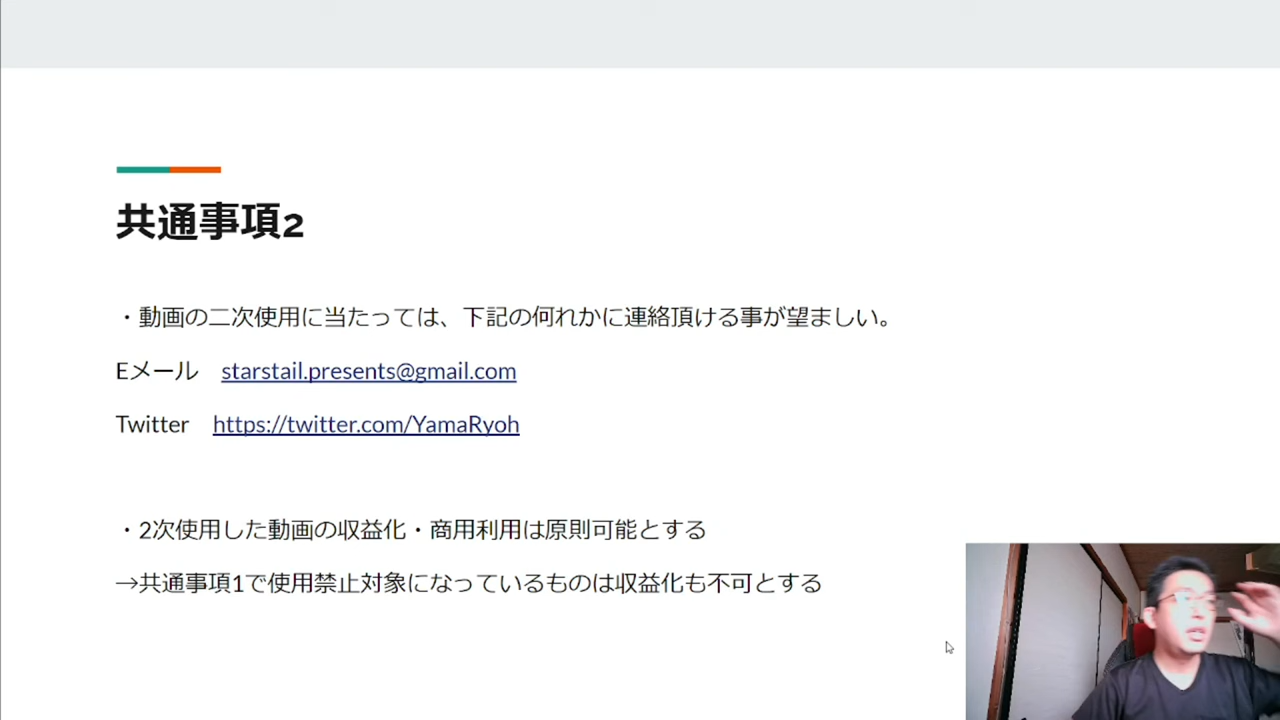 共通事項2
・動画の二次使用に当たっては、下記の何れかに連絡頂ける事が望ましい。
Eメール　starstail.presents@gmail.com
Twitter　https://twitter.com/YamaRyoh
・2次使用した動画の収益化・商用利用は原則可能とする
→共通事項1で使用禁止対象になっているものは収益化も不可とする